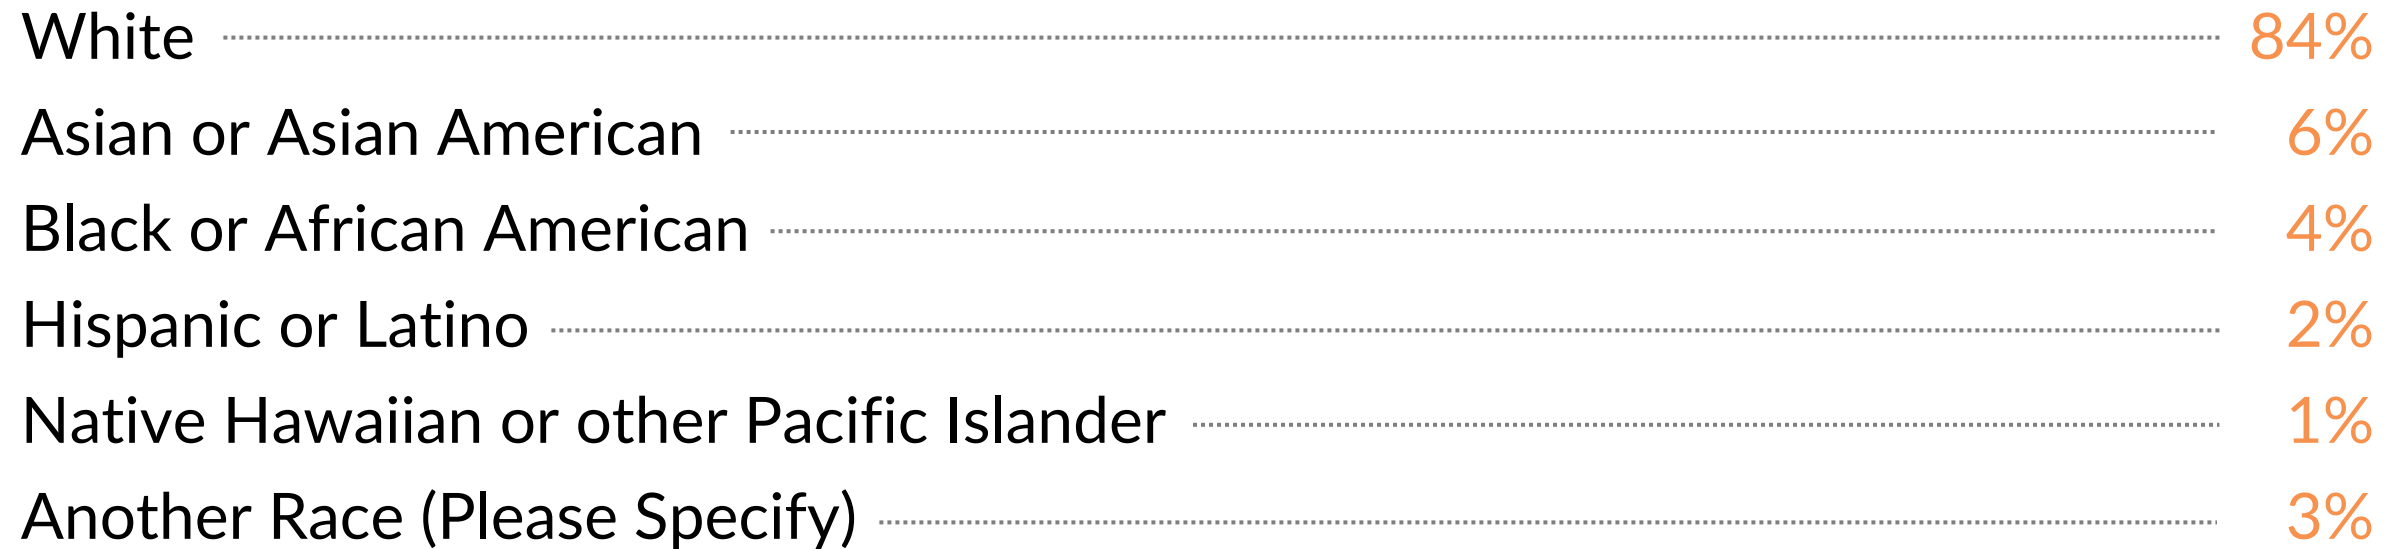 White 84%
Asian or Asian American 6%
Black or African American 4%
Hispanic or Latino 2%
Native Hawaiian or other Pacific Islander 1%
Another Race (Please Specify) 3%